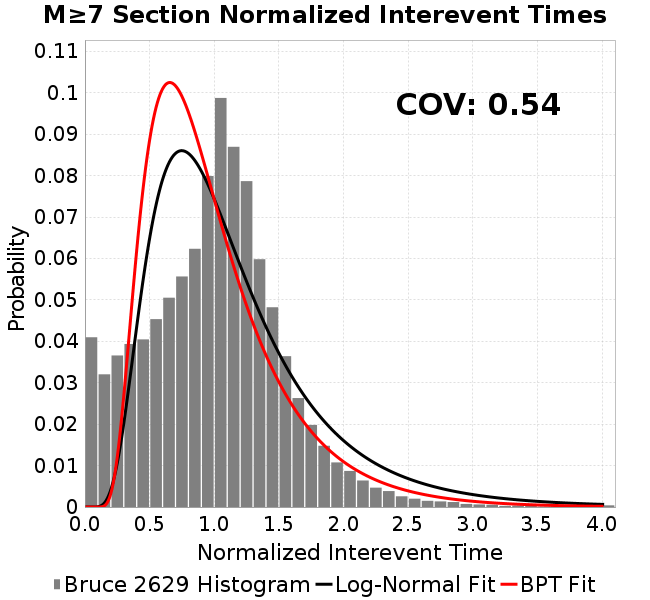 M≥7 Section Normalized Interevent Times
COV: 0.54
Probability
0.11
0.1
0.09
0.08
0.07
0.06
0.05
0.04
0.03
0.02
0.01
0
0.0 0.5 1.0 1.5 2.0 2.5 3.0 3.5 4.0
Normalized Interevent Time
Bruce 2629 Histogram Log-Normal Fit BPT Fit